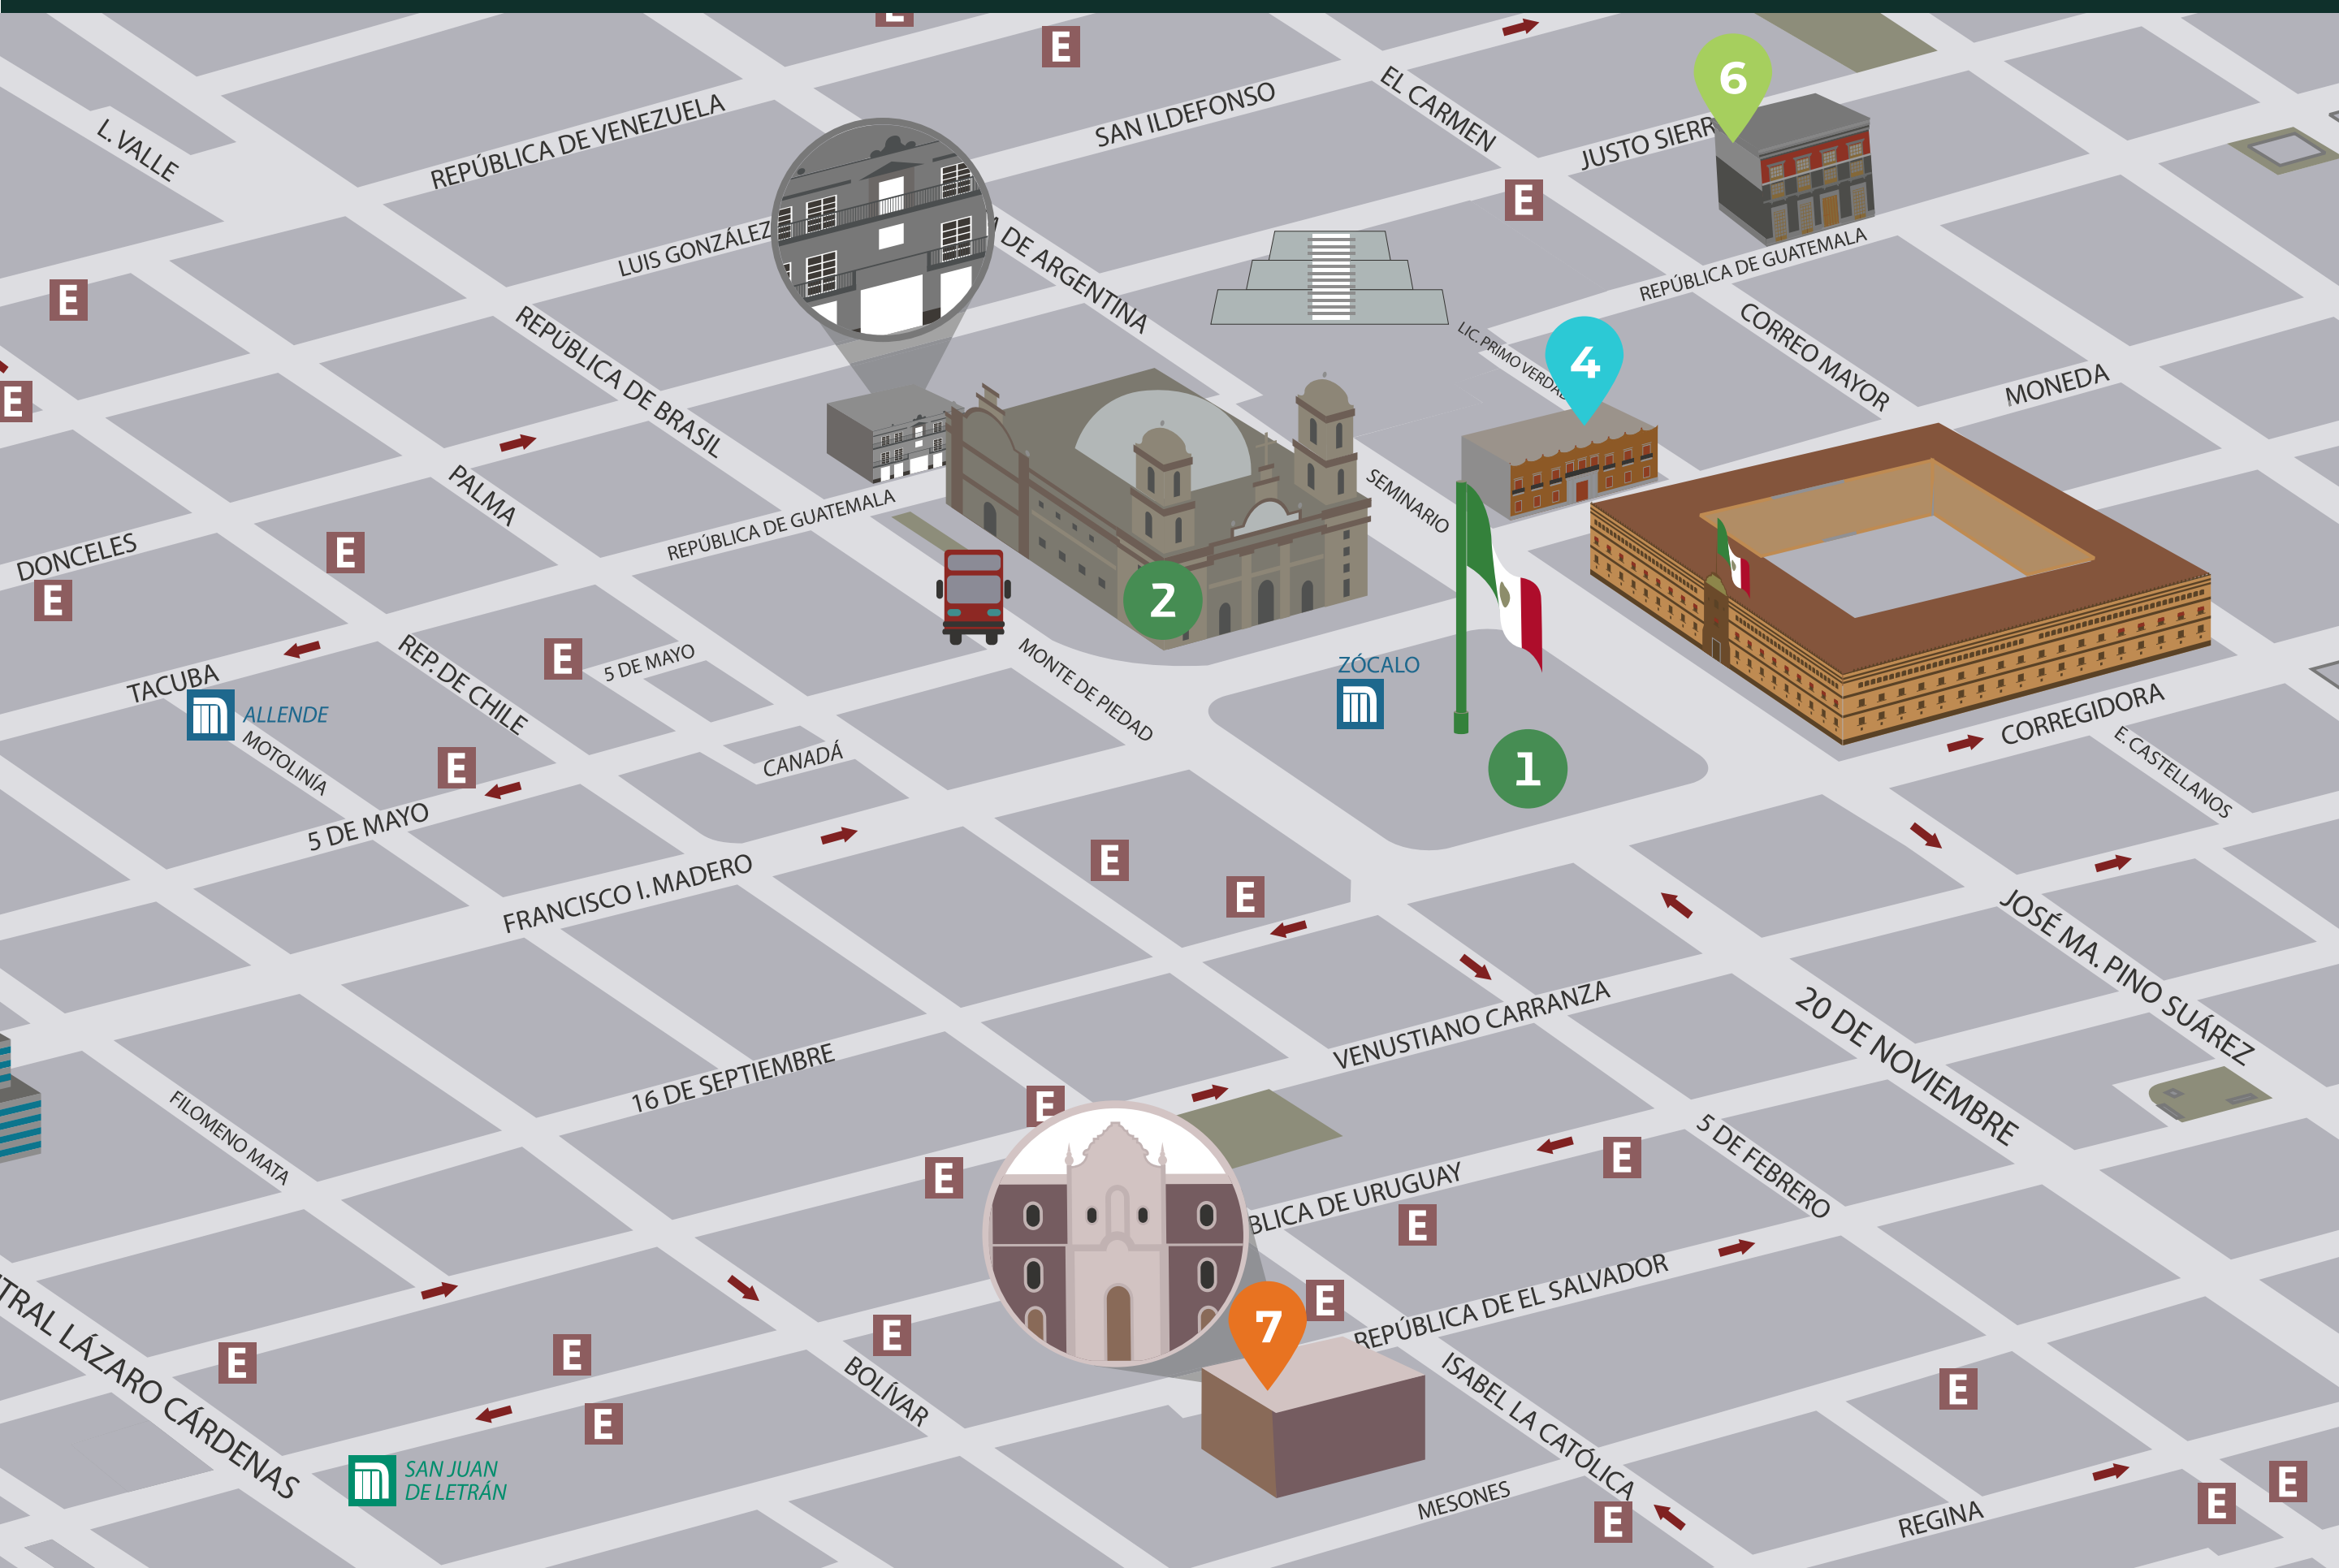 E
E
6
L. VALLE
REPÚBLICA DE VENEZUELA
SAN ILDEFONSO
EL CARMEN
JUSTO SIERR
E
LUIS GONZÁLEZ
DE ARGENTINA
REPÚBLICA DE GUATEMALA
E
E
REPÚBLICA DE BRASIL
LIC. PRIMO VERDA
4
CORREO MAYOR
MONEDA
PALMA
DONCELES
E
E
REPÚBLICA DE GUATEMALA
SEMINARIO
2
TACUBA
ALLENDE
MOTOLINÍA
REP. DE CHILE
E
5 DE MAYO
MONTE DE PIEDAD
ZÓCALO
1
CORREGIDORA
E. CASTELLANOS
E
5 DE MAYO
CANADÁ
FRANCISCO I. MADERO
E
E
JOSÉ MA. PINO SUÁREZ
20 DE NOVIEMBRE
VENUSTIANO CARRANZA
16 DE SEPTIEMBRE
FILOMENO MATA
E
E
5 DE FEBRERO
E
BLICA DE URUGUAY
E
REPÚBLICA DE EL SALVADOR
E
7
TRAL LÁZARO CÁRDENAS
E
E
E
E
BOLÍVAR
ISABEL LA CATÓLICA
E
SAN JUAN
DE LETRÁN
MESONES
E
REGINA
E
E